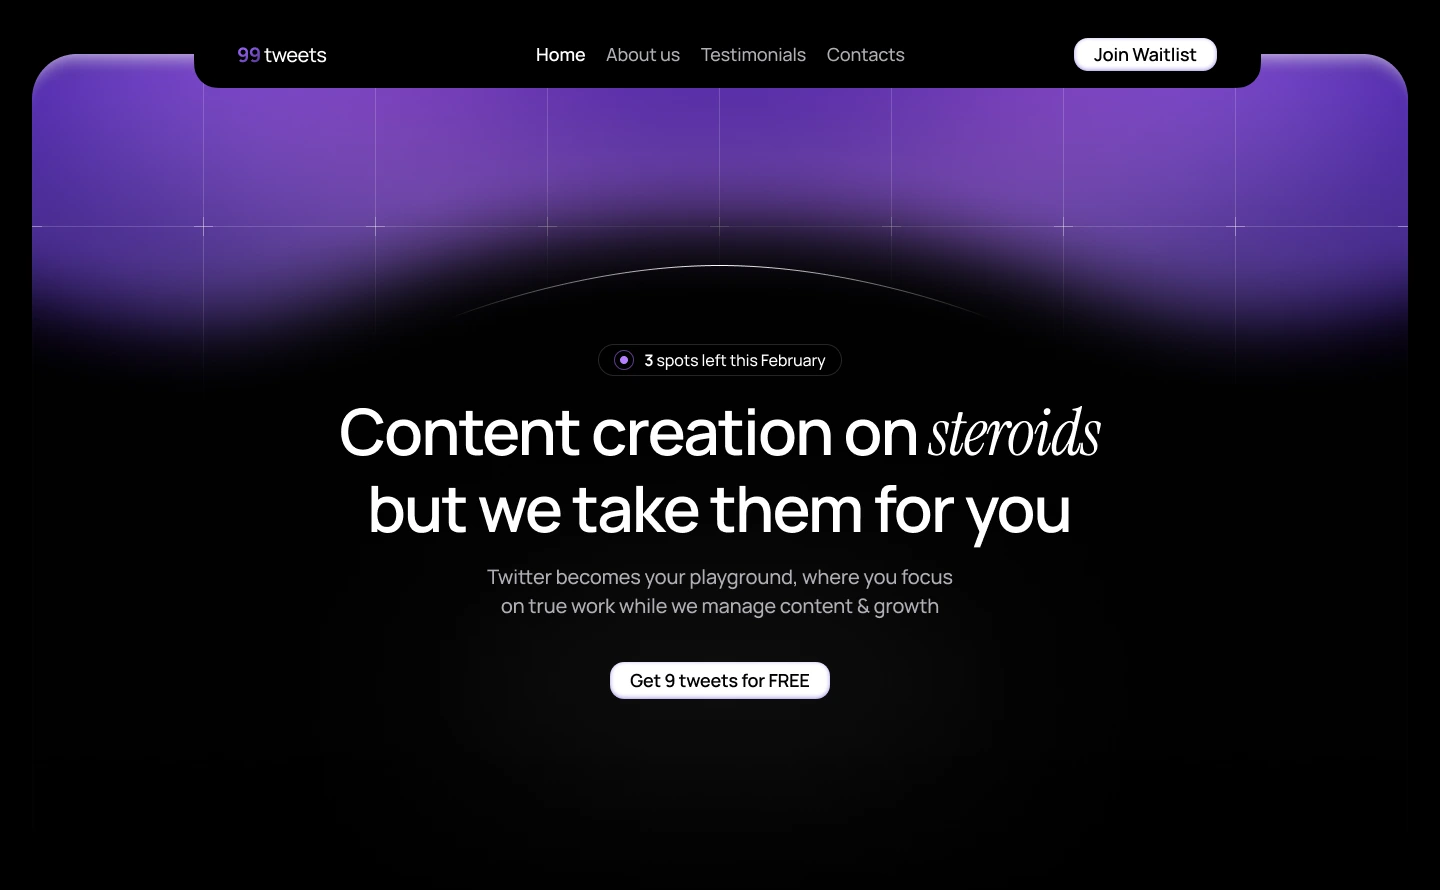 99 tweets
Home About us Testimonials Contacts
Join Waitlist
3 spots left this February
Content creation on steroids
but we take them for you
Twitter becomes your playground, where you focus
on true work while we manage content & growth
Get 9 tweets for FREE